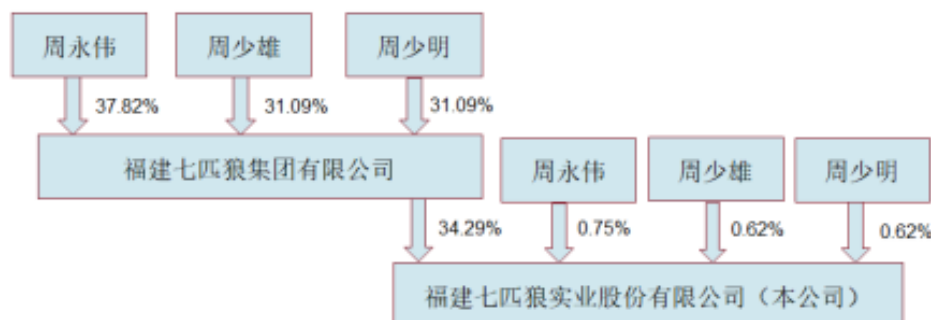 周永伟
周少雄
周少明
37.82%
31.09%
31.09%
福建七匹狼集团有限公司
周永伟
周少雄
周少明
34.29%
0.75%
0.62%
0.62%
福建七匹狼实业股份有限公司（本公司）